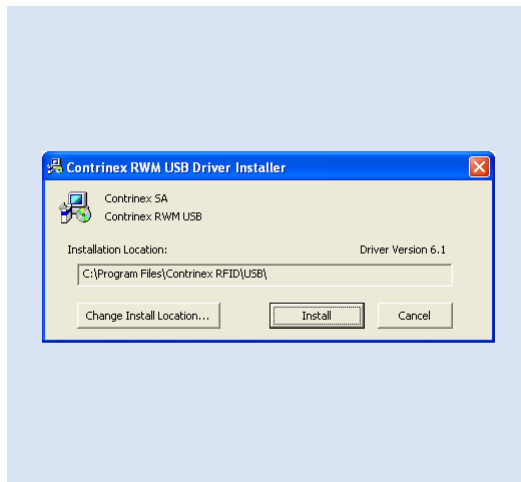 Contrinex RWM USB Driver Installer
Contrinex SA
Contrinex RWM USB
Installation Location: Driver Version 6.1
C:\Program Files\Contrinex RFID\USB\
Change Install Location... Install Cancel